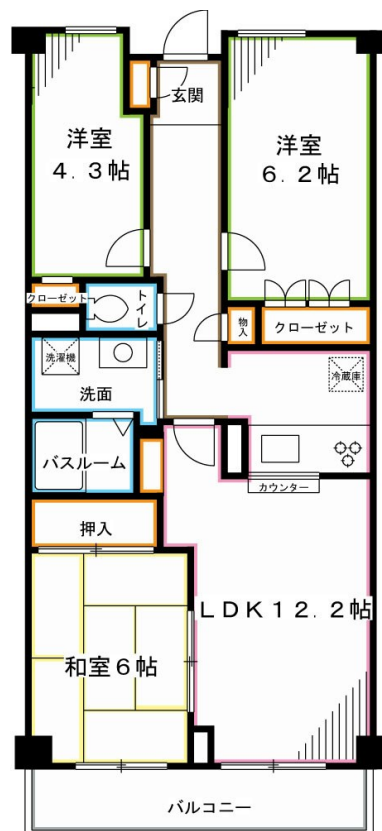 玄関
洋室
4.3帖
洋室
6.2帖
クローゼット
トイレ
物入
クローゼット
洗濯機
洗面
冷蔵庫
バスルーム
カウンター
押入
LDK12.2帖
和室6帖
バルコニー